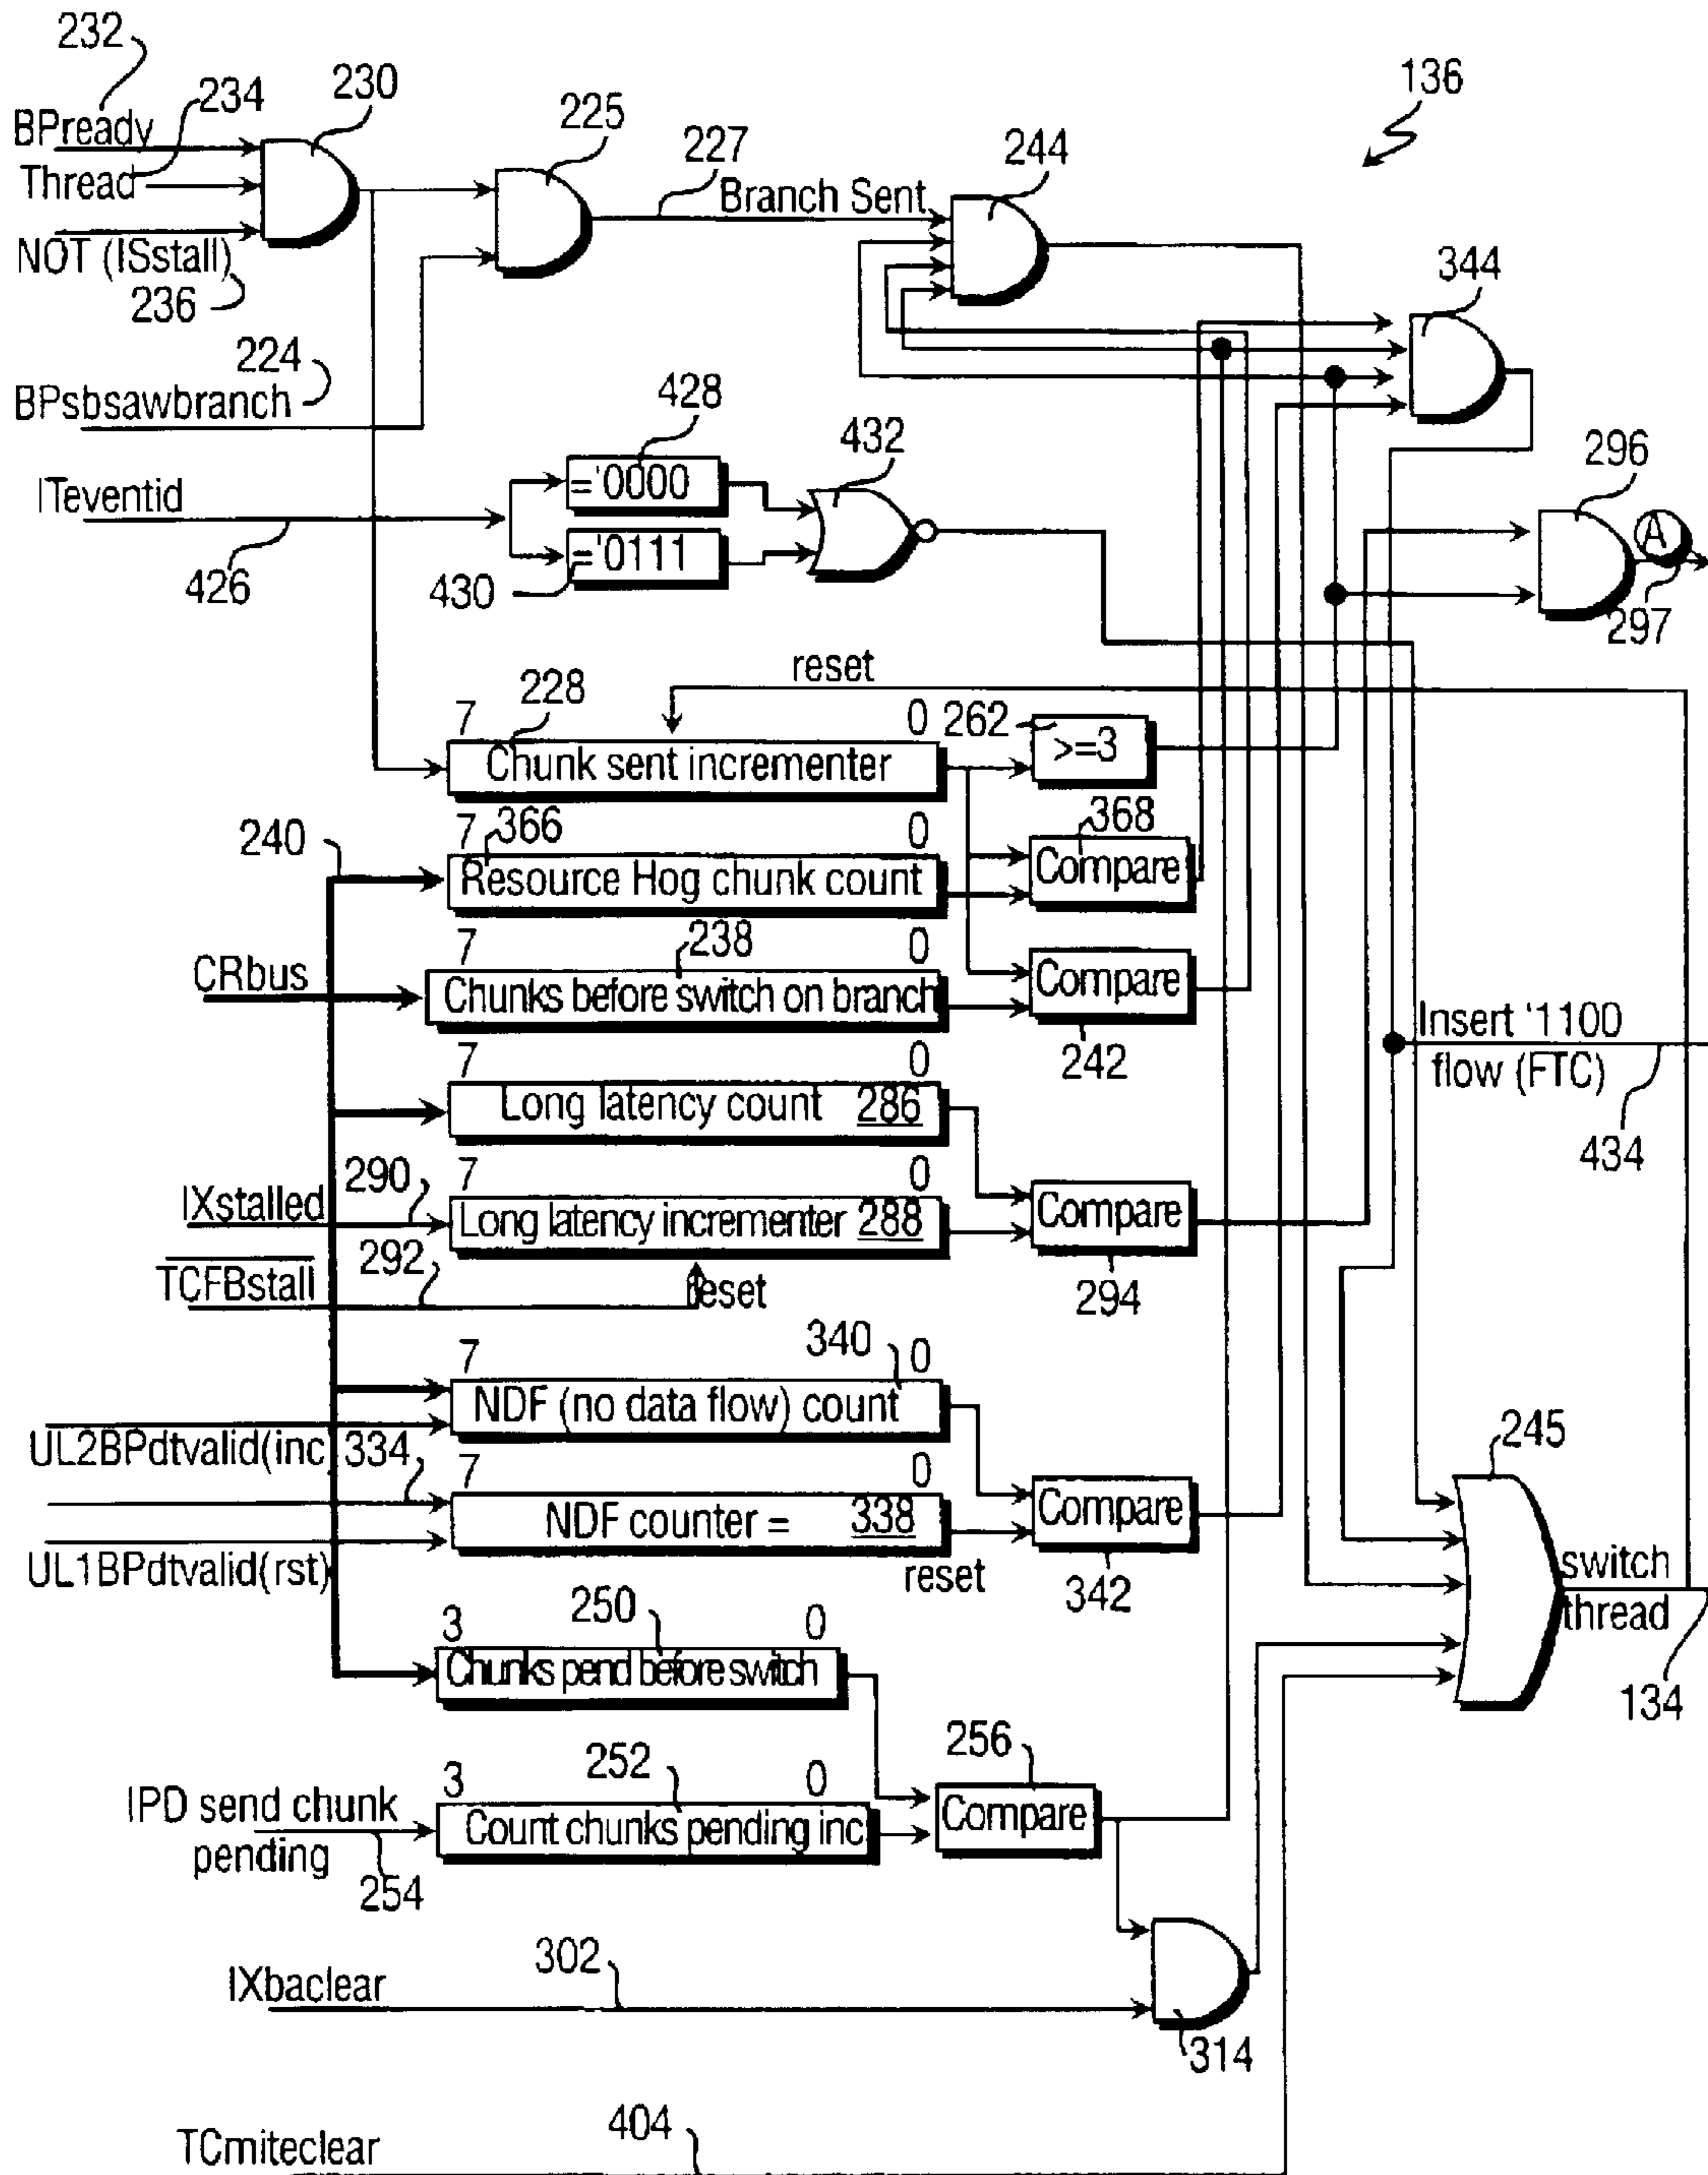 232
136
234
230
225
227
244
BPready
Thread
Branch Sent
NOT (ISstall)
236
344
224
BPsbsawbranch
428
432
296
='0000
ITeventid
A
='0111
426
430
297
reset
7
228
0
262
>=3
Chunk sent incrementer
240
7
366
0
368
Resource Hog chunk count
Compare
7
238
0
CRbus
Chunks before switch on branch
Compare
242
Insert '1100
flow (FTC)
434
7
0
Long latency count 286
290
7
0
IXstalled
Long latency incrementer 288
Compare
TCFBstall
292
reset
294
7
340
0
NDF (no data flow) count
UL2BPdtvalid(inc
334
7
0
245
NDF counter = 338
Compare
UL1BPdtvalid(rst)
reset
342
switch
thread
134
3
250
0
Chunks pend before switch
256
3
252
0
IPD send chunk
pending
254
Count chunks pending inc
Compare
IXbaclear
302
314
TCmiteclear
404